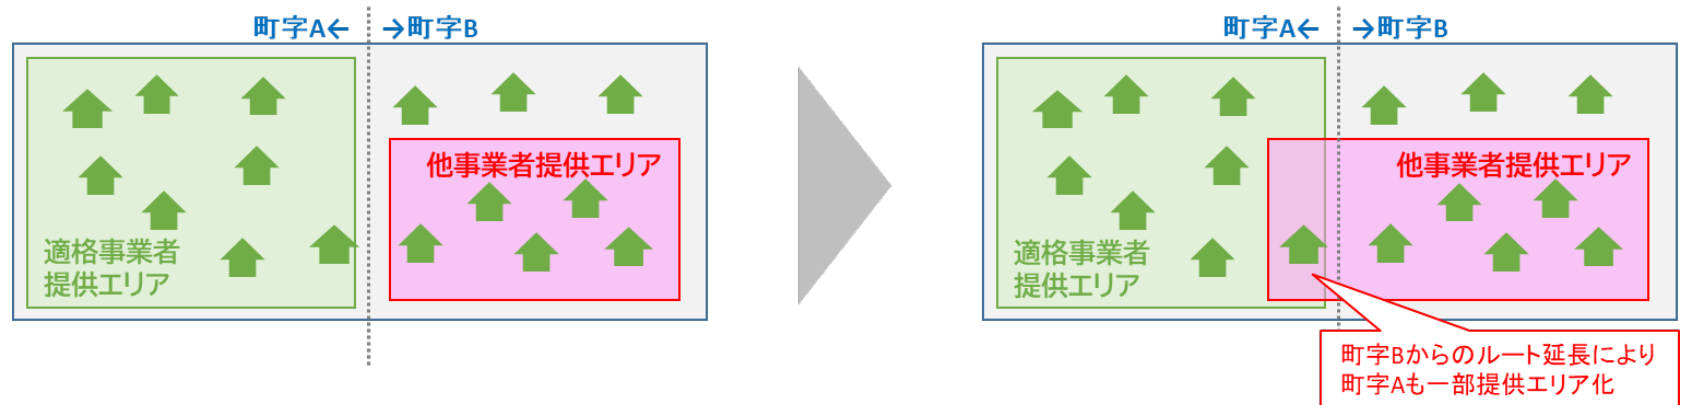 町字A← →町字B
他事業者提供エリア
適格事業者
提供エリア
町字A← →町字B
他事業者提供エリア
適格事業者
提供エリア
町字Bからのルート延長により
町字Aも一部提供エリア化